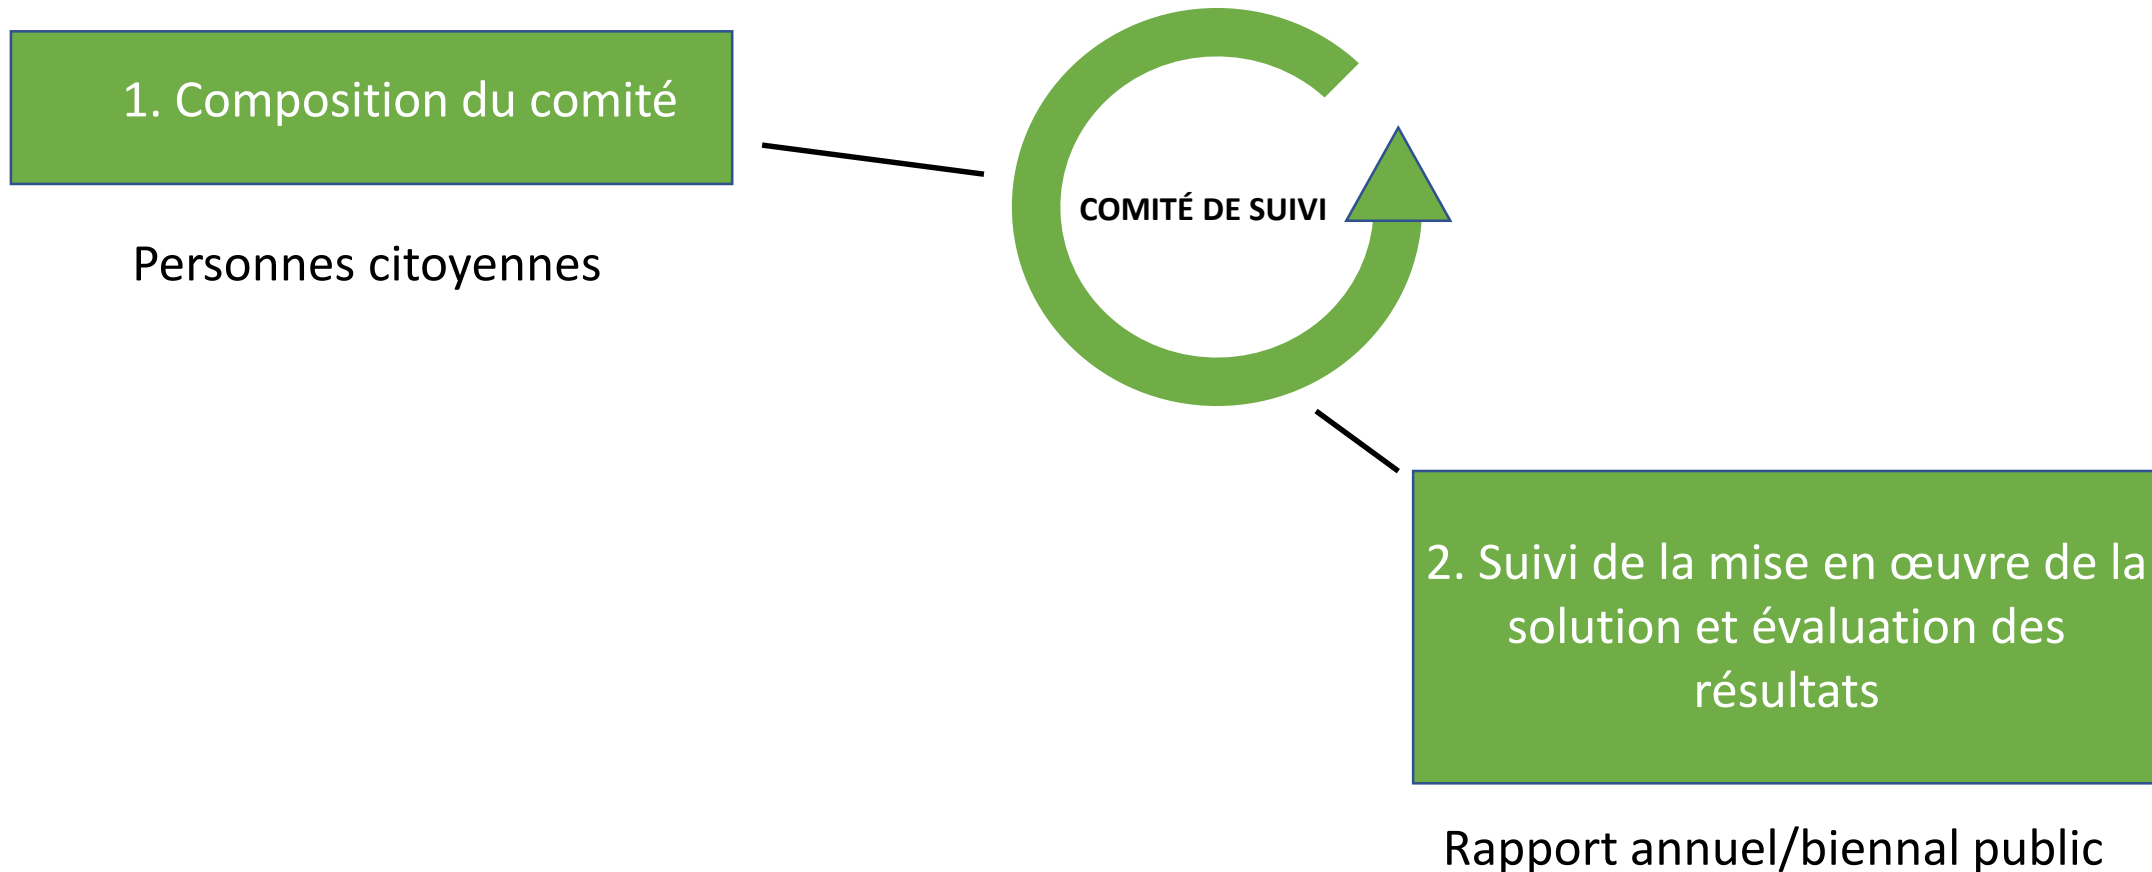 1. Composition du comité
Personnes citoyennes
COMITÉ DE SUIVI
2. Suivi de la mise en œuvre de la
solution et évaluation des
résultats
Rapport annuel/biennal public